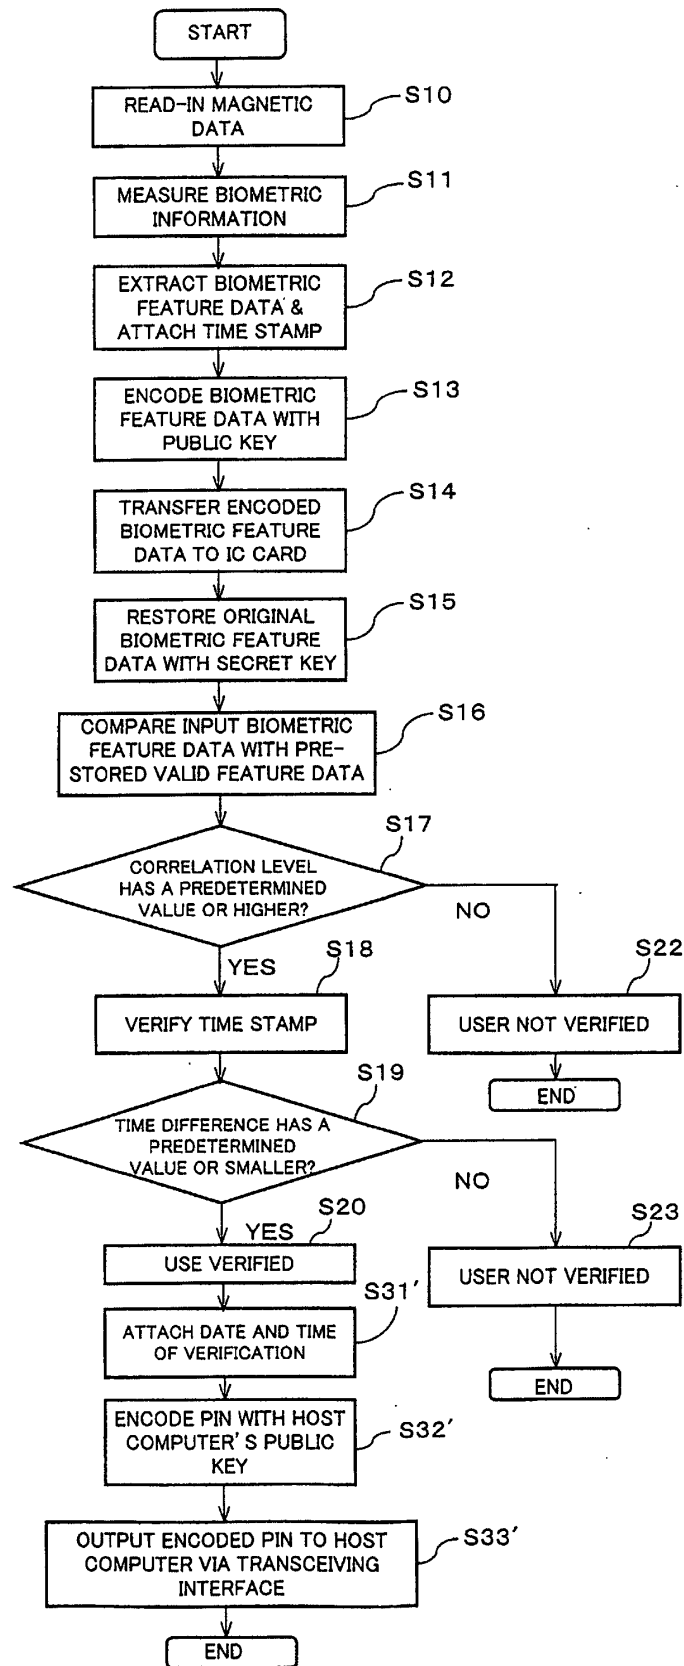 START
READ-IN MAGNETIC
DATA
S10
MEASURE BIOMETRIC
INFORMATION
S11
EXTRACT BIOMETRIC
FEATURE DATA &
ATTACH TIME STAMP
S12
ENCODE BIOMETRIC
FEATURE DATA WITH
PUBLIC KEY
S13
TRANSFER ENCODED
BIOMETRIC FEATURE
DATA TO IC CARD
S14
RESTORE ORIGINAL
BIOMETRIC FEATURE
DATA WITH SECRET KEY
S15
COMPARE INPUT BIOMETRIC
FEATURE DATA WITH PRE-
STORED VALID FEATURE DATA
S16
CORRELATION LEVEL
HAS A PREDETERMINED
VALUE OR HIGHER?
S17
NO
YES
S18
VERIFY TIME STAMP
S22
USER NOT VERIFIED
END
TIME DIFFERENCE HAS A
PREDETERMINED
VALUE OR SMALLER?
S19
NO
YES
S20
USE VERIFIED
S23
USER NOT VERIFIED
END
ATTACH DATE AND TIME
OF VERIFICATION
S31′
ENCODE PIN WITH HOST
COMPUTER'S PUBLIC
KEY
S32′
OUTPUT ENCODED PIN TO HOST
COMPUTER VIA TRANSCEIVING
INTERFACE
S33′
END